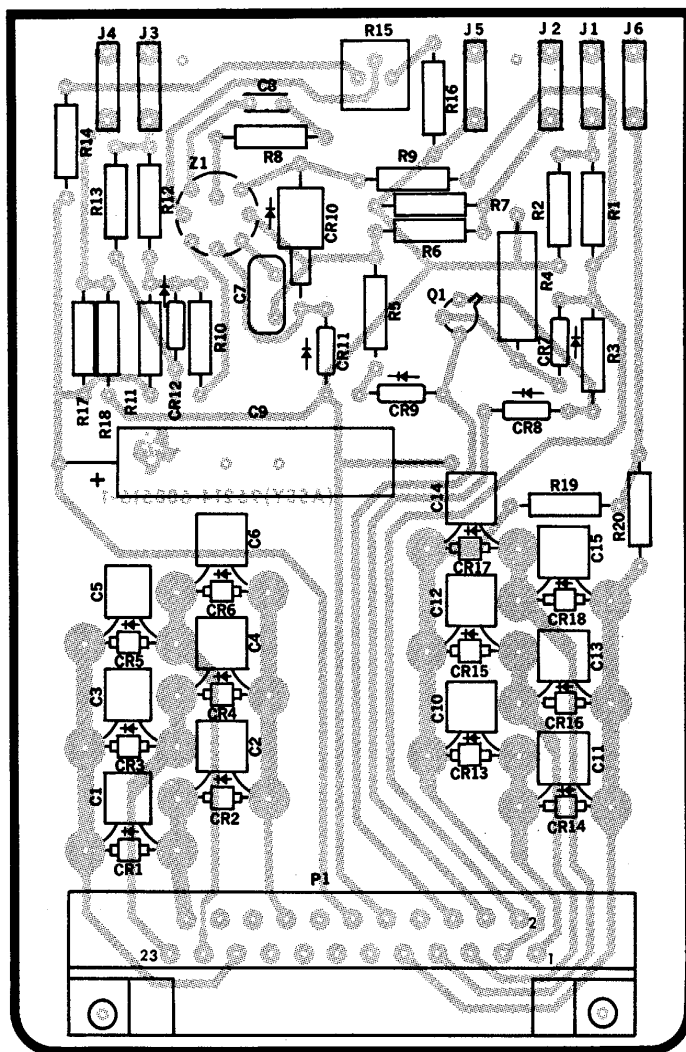 J4 J3 R15 J5 J2 J1 J6
C8
R16
R14
R8
Z1
R13 R12
R9
R7
R2 R1
CR10
R6
R4
C7
Q1
R5
R10 CR11 CR7 R3
R17 R18 R11 CR12
CR9
CR8
C9
+
C14
R19
R20
C6
CR17
C15
C5
CR6
C12
CR18
CR5
C4
CR15
C13
C3
CR4
C10
CR16
CR3
C2
CR13
C11
C1
CR2
CR14
CR1
P1
2
23
1